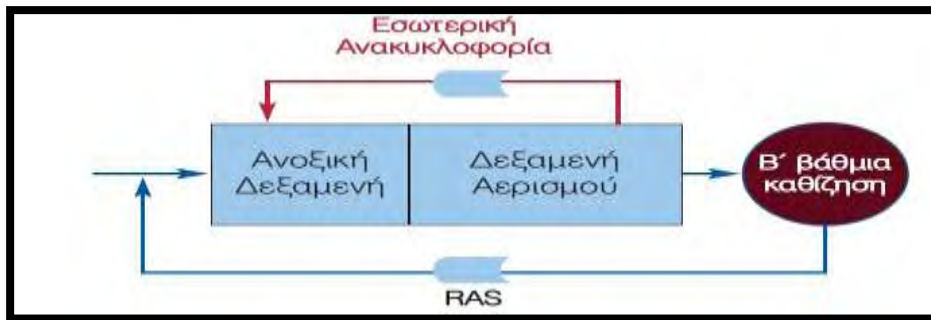 Εσωτερική
Ανακυκλοφορία
Ανοξική
Δεξαμενή
Δεξαμενή
Αερισμού
Β΄ βάθμια
καθίζηση
RAS